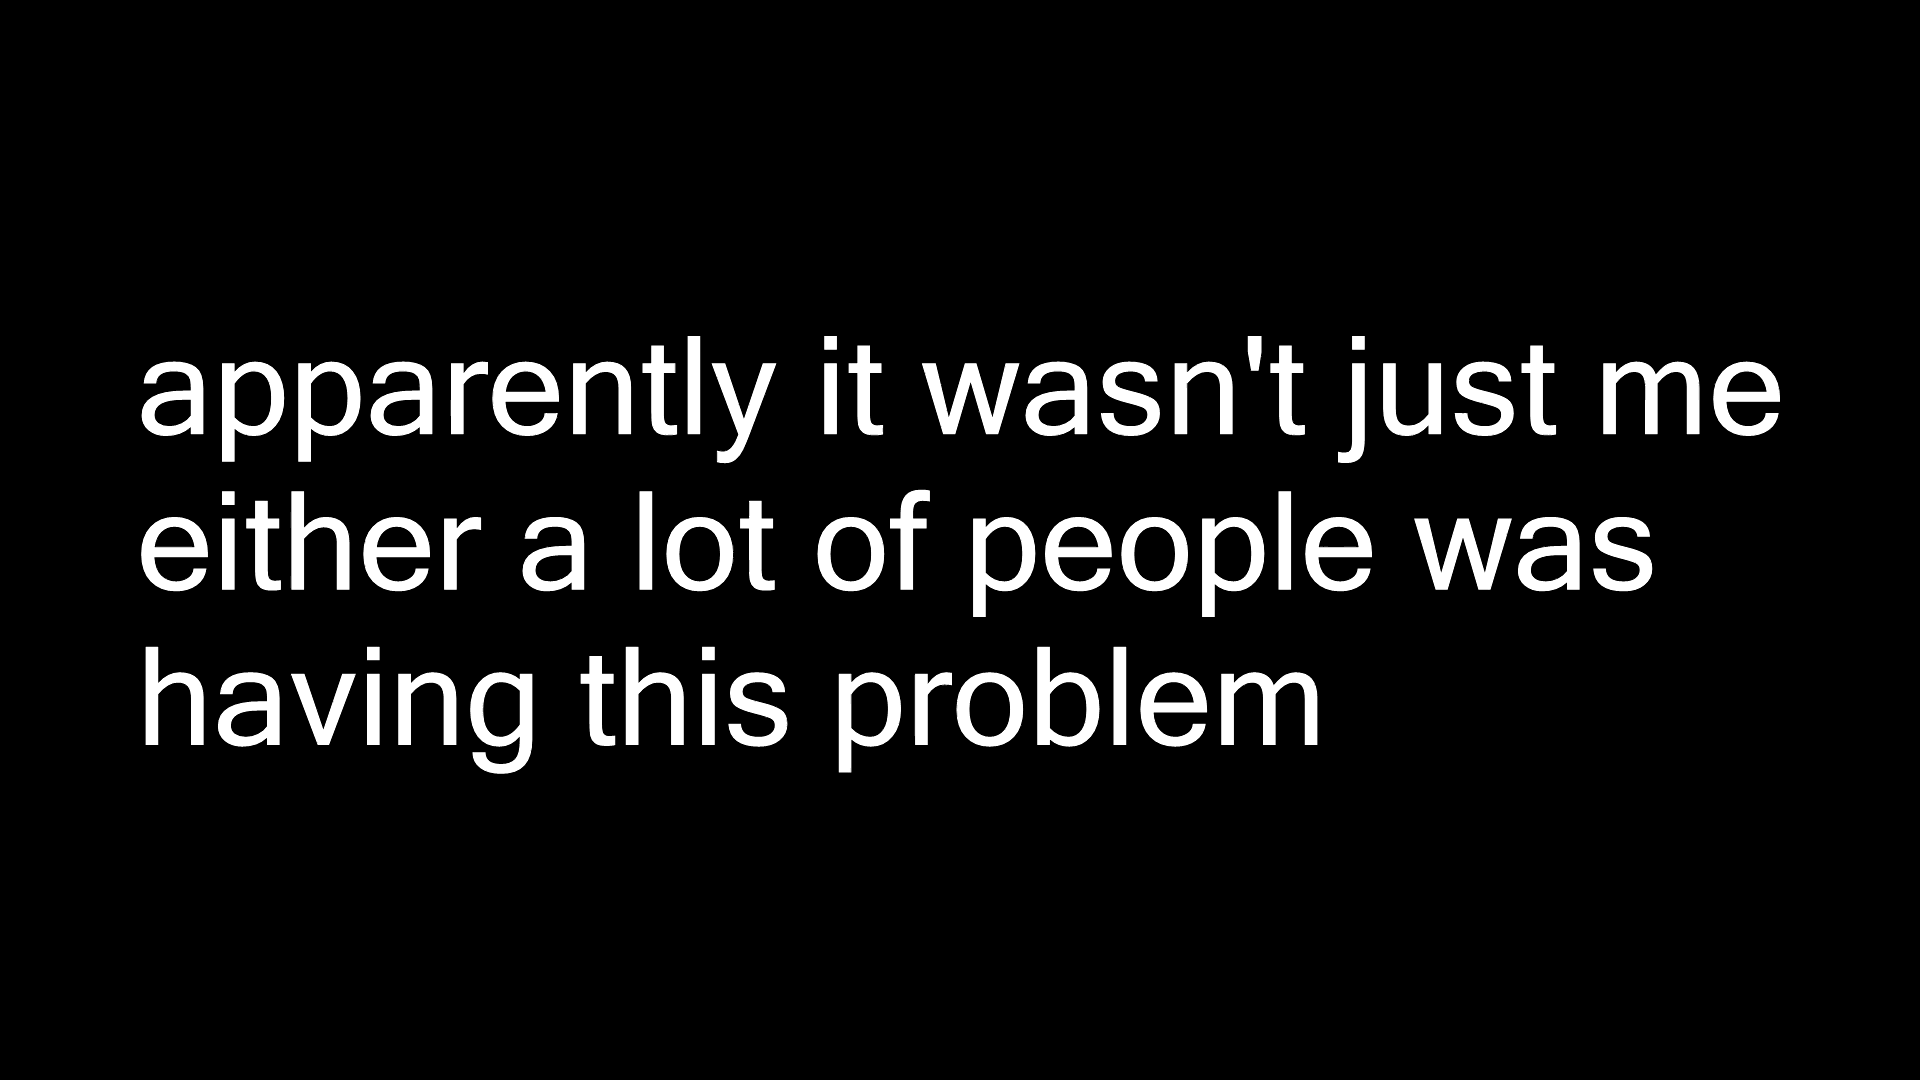 apparently it wasn't just me
either a lot of people was
having this problem